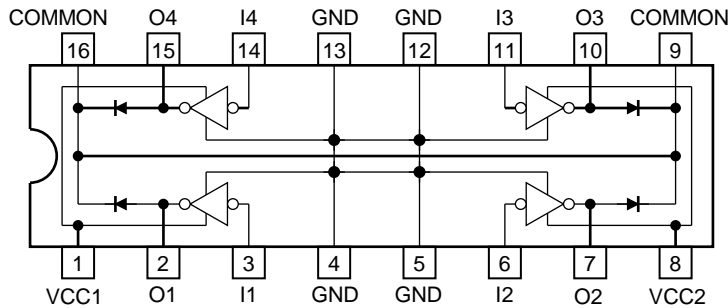 COMMON O4 I4 GND GND I3 O3 COMMON
16 15 14 13 12 11 10 9
1 2 3 4 5 6 7 8
VCC1 O1 I1 GND GND I2 O2 VCC2